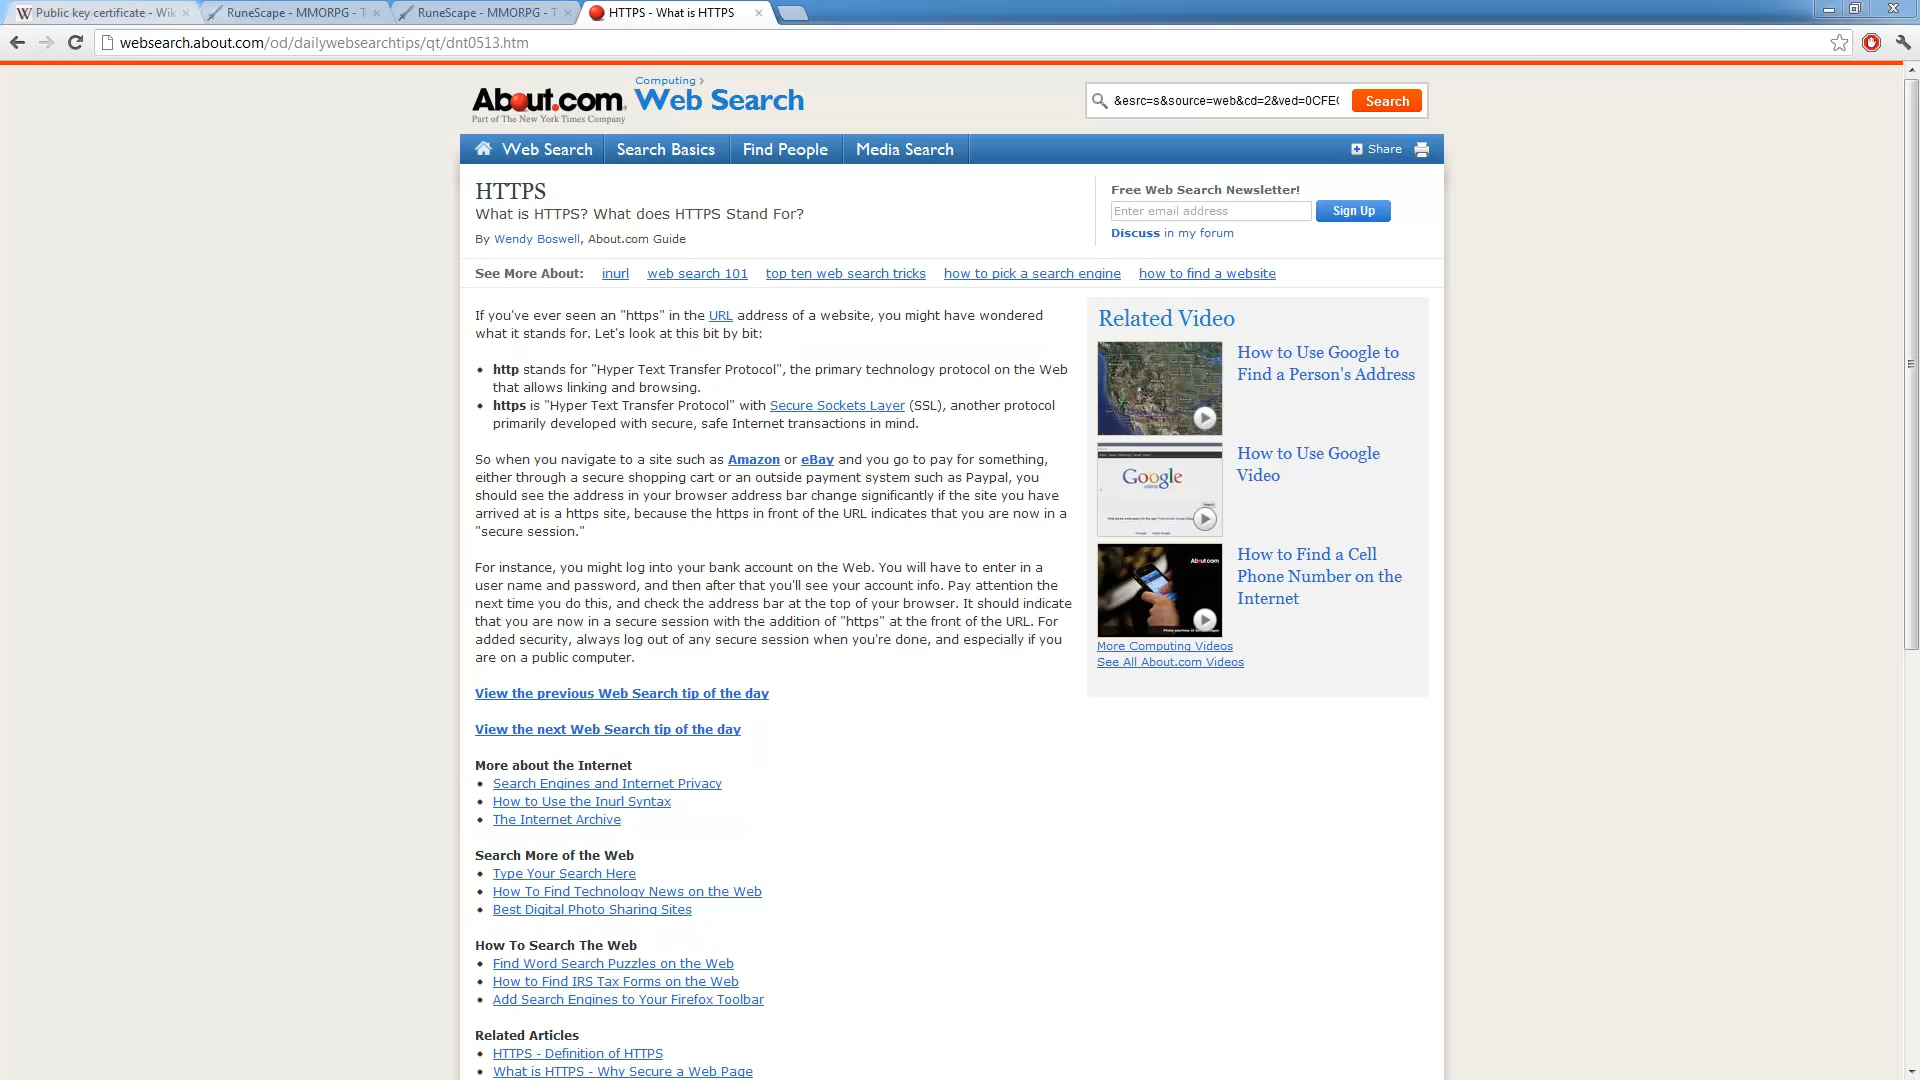 Public key certificate - Wik
RuneScape - MMORPG - T
RuneScape - MMORPG - T
HTTPS - What is HTTPS
websearch.about.com/od/dailywebsearchtips/qt/dnt0513.htm
About.com
Part of The New York Times Company
Computing ›
Web Search
&esrc=s&source=web&cd=2&ved=0CFEC
Search
Web Search
Search Basics
Find People
Media Search
Share
HTTPS
What is HTTPS? What does HTTPS Stand For?
By Wendy Boswell, About.com Guide
Free Web Search Newsletter!
Enter email address
Sign Up
Discuss in my forum
See More About: inurl web search 101 top ten web search tricks how to pick a search engine how to find a website
If you've ever seen an "https" in the URL address of a website, you might have wondered
what it stands for. Let's look at this bit by bit:
• http stands for "Hyper Text Transfer Protocol", the primary technology protocol on the Web
that allows linking and browsing.
• https is "Hyper Text Transfer Protocol" with Secure Sockets Layer (SSL), another protocol
primarily developed with secure, safe Internet transactions in mind.
So when you navigate to a site such as Amazon or eBay and you go to pay for something,
either through a secure shopping cart or an outside payment system such as Paypal, you
should see the address in your browser address bar change significantly if the site you have
arrived at is a https site, because the https in front of the URL indicates that you are now in a
"secure session."
For instance, you might log into your bank account on the Web. You will have to enter in a
user name and password, and then after that you'll see your account info. Pay attention the
next time you do this, and check the address bar at the top of your browser. It should indicate
that you are now in a secure session with the addition of "https" at the front of the URL. For
added security, always log out of any secure session when you're done, and especially if you
are on a public computer.
View the previous Web Search tip of the day
View the next Web Search tip of the day
More about the Internet
• Search Engines and Internet Privacy
• How to Use the Inurl Syntax
• The Internet Archive
Search More of the Web
• Type Your Search Here
• How To Find Technology News on the Web
• Best Digital Photo Sharing Sites
How To Search The Web
• Find Word Search Puzzles on the Web
• How to Find IRS Tax Forms on the Web
• Add Search Engines to Your Firefox Toolbar
Related Articles
• HTTPS - Definition of HTTPS
• What is HTTPS - Why Secure a Web Page
Related Video
How to Use Google to
Find a Person's Address
Google
How to Use Google
Video
About.com
How to Find a Cell
Phone Number on the
Internet
More Computing Videos
See All About.com Videos